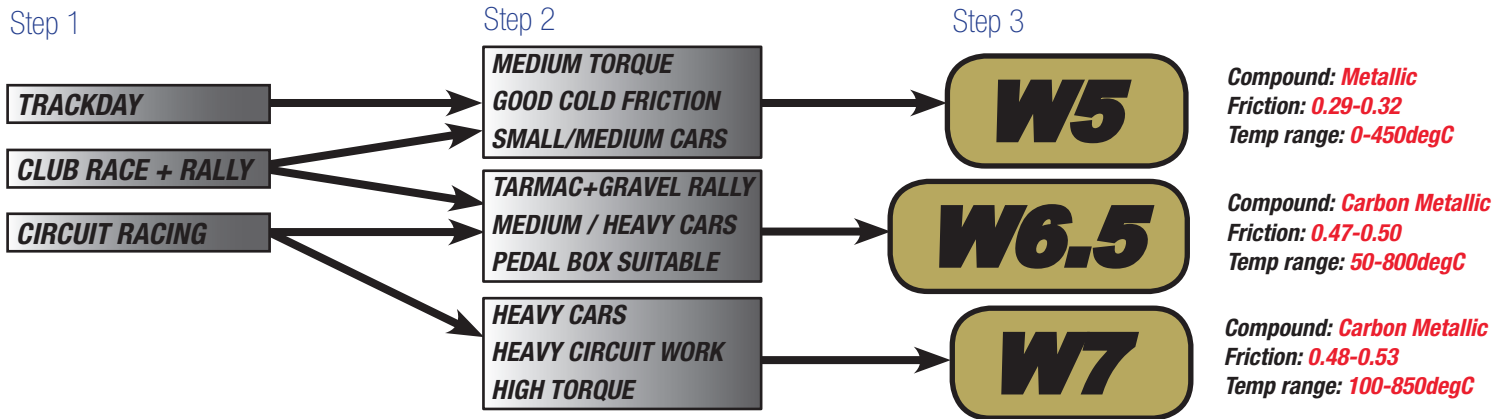 Step 1
Step 2
Step 3
TRACKDAY
CLUB RACE + RALLY
CIRCUIT RACING
MEDIUM TORQUE
GOOD COLD FRICTION
SMALL/MEDIUM CARS
TARMAC+GRAVEL RALLY
MEDIUM / HEAVY CARS
PEDAL BOX SUITABLE
HEAVY CARS
HEAVY CIRCUIT WORK
HIGH TORQUE
W5
Compound: Metallic
Friction: 0.29-0.32
Temp range: 0-450degC
W6.5
Compound: Carbon Metallic
Friction: 0.47-0.50
Temp range: 50-800degC
W7
Compound: Carbon Metallic
Friction: 0.48-0.53
Temp range: 100-850degC